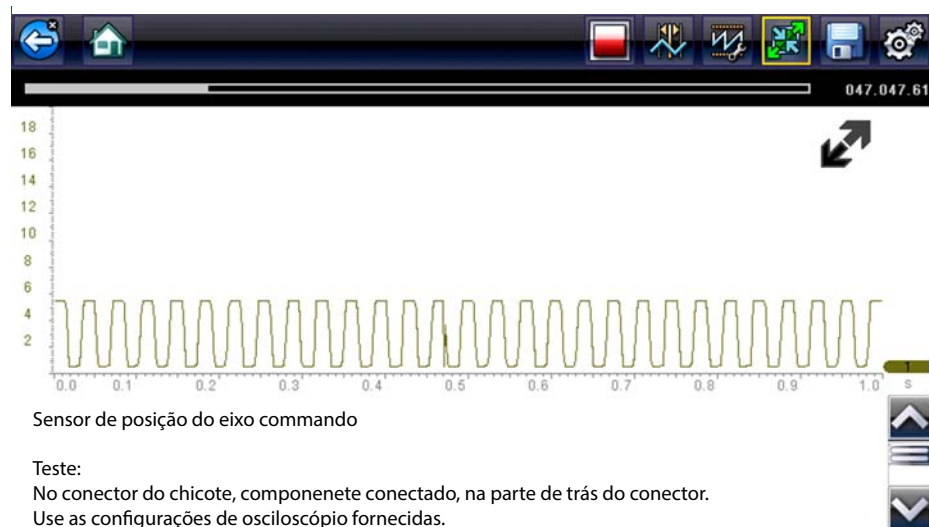 047.047.61
18
16
14
12
10
8
6
4
2
0.0 0.1 0.2 0.3 0.4 0.5 0.6 0.7 0.8 0.9 1.0 s
1
Sensor de posição do eixo commando
Teste:
No conector do chicote, componenete conectado, na parte de trás do conector.
Use as configurações de osciloscópio fornecidas.